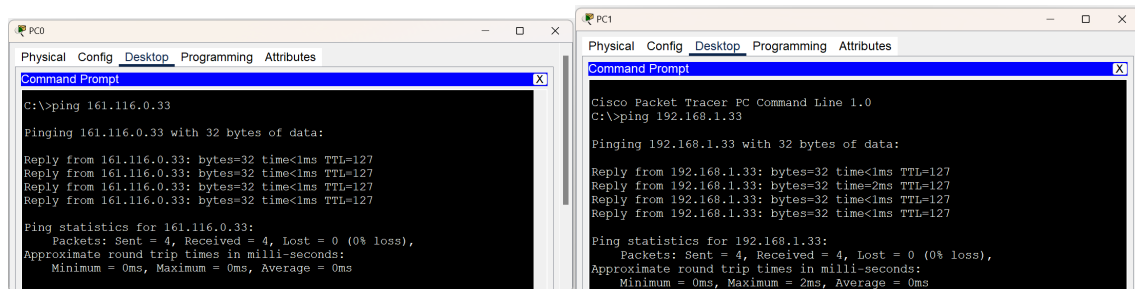 PC0
Physical Config Desktop Programming Attributes
Command Prompt X
C:\>ping 161.116.0.33
Pinging 161.116.0.33 with 32 bytes of data:
Reply from 161.116.0.33: bytes=32 time<1ms TTL=127
Reply from 161.116.0.33: bytes=32 time<1ms TTL=127
Reply from 161.116.0.33: bytes=32 time<1ms TTL=127
Reply from 161.116.0.33: bytes=32 time<1ms TTL=127
Ping statistics for 161.116.0.33:
Packets: Sent = 4, Received = 4, Lost = 0 (0% loss),
Approximate round trip times in milli-seconds:
Minimum = 0ms, Maximum = 0ms, Average = 0ms
PC1
Physical Config Desktop Programming Attributes
Command Prompt X
Cisco Packet Tracer PC Command Line 1.0
C:\>ping 192.168.1.33
Pinging 192.168.1.33 with 32 bytes of data:
Reply from 192.168.1.33: bytes=32 time<1ms TTL=127
Reply from 192.168.1.33: bytes=32 time=2ms TTL=127
Reply from 192.168.1.33: bytes=32 time<1ms TTL=127
Reply from 192.168.1.33: bytes=32 time<1ms TTL=127
Ping statistics for 192.168.1.33:
Packets: Sent = 4, Received = 4, Lost = 0 (0% loss),
Approximate round trip times in milli-seconds:
Minimum = 0ms, Maximum = 2ms, Average = 0ms